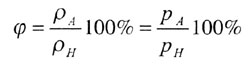 φ = ρ_A / ρ_H 100% = p_A / p_H 100%